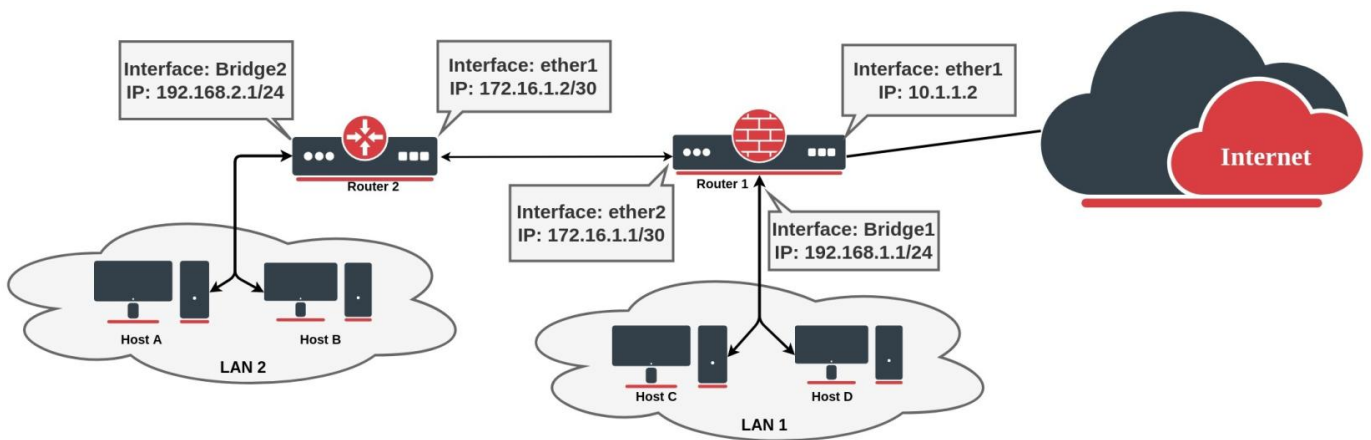 Interface: Bridge2
IP: 192.168.2.1/24
Interface: ether1
IP: 172.16.1.2/30
Interface: ether1
IP: 10.1.1.2
Internet
Router 2
Router 1
Interface: ether2
IP: 172.16.1.1/30
Interface: Bridge1
IP: 192.168.1.1/24
Host A
Host B
LAN 2
Host C
Host D
LAN 1